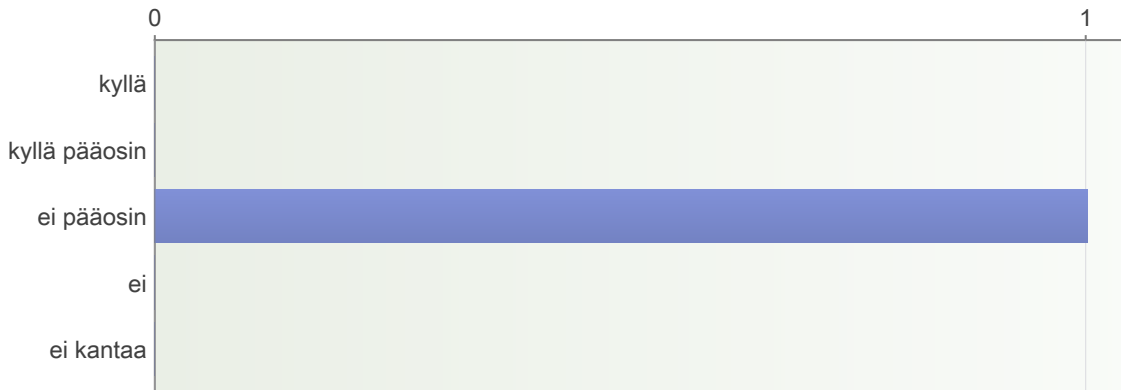 0 1
kyllä
kyllä pääosin
ei pääosin
ei
ei kantaa